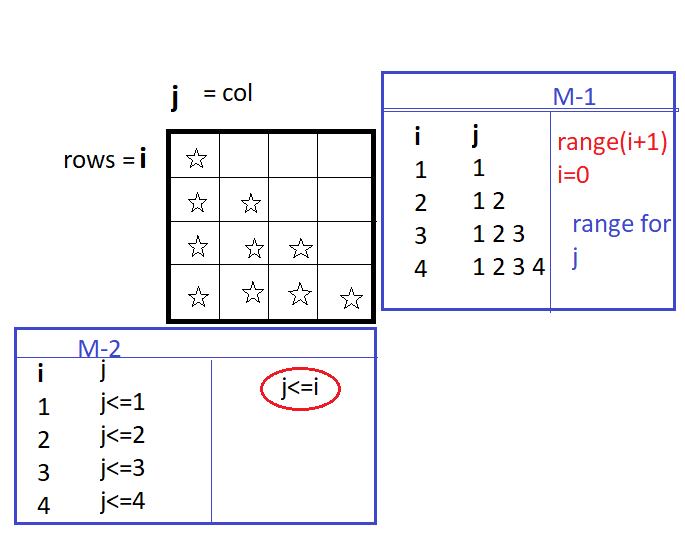 j = col
rows = i
M-1
i j
1 1
2 1 2
3 1 2 3
4 1 2 3 4
range(i+1)
i=0
range for
j
M-2
i j
1 j<=1
2 j<=2
3 j<=3
4 j<=4
j<=i